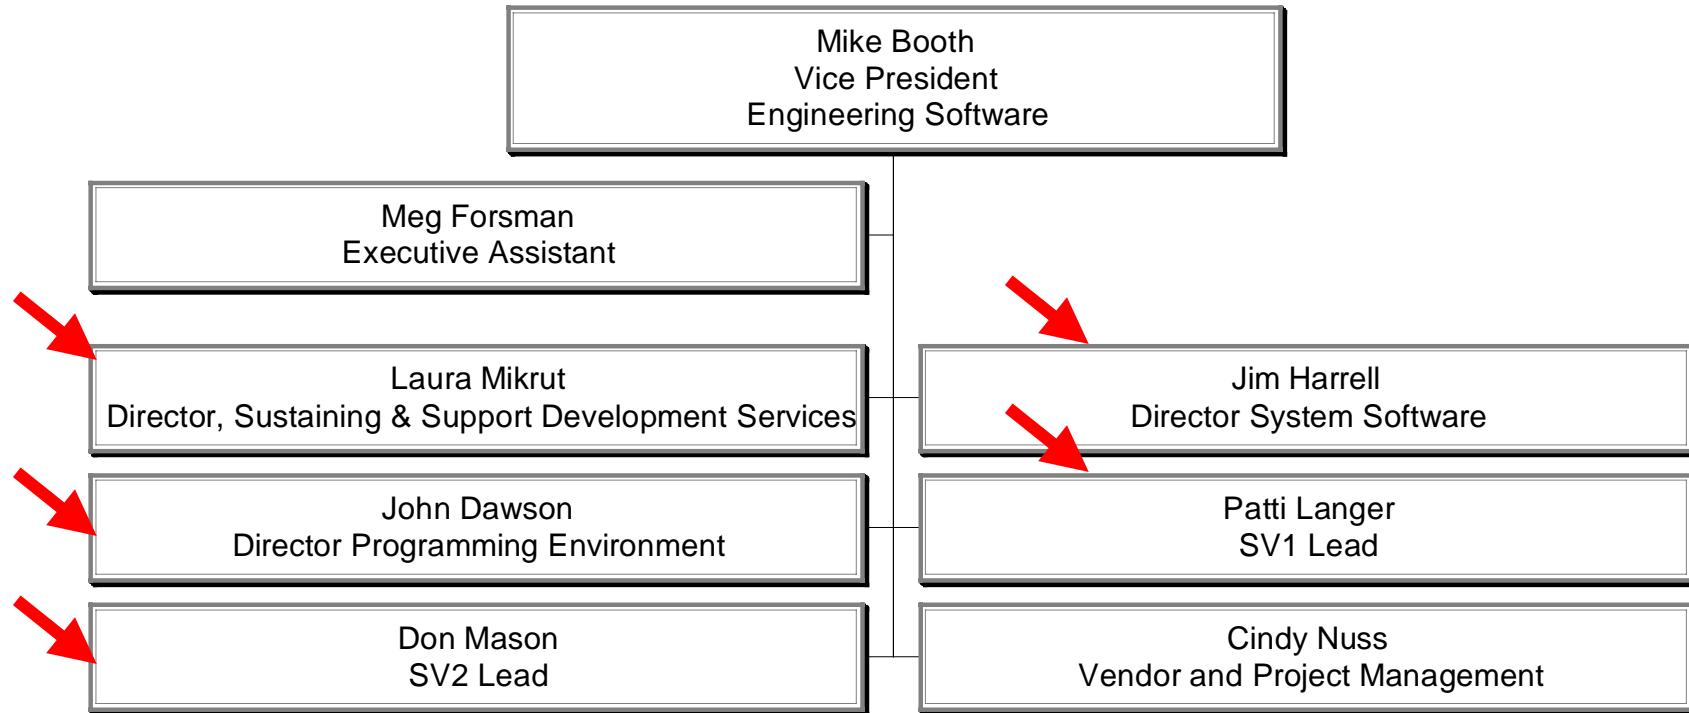 Mike Booth
Vice President
Engineering Software
Meg Forsman
Executive Assistant
Laura Mikrut
Director, Sustaining & Support Development Services
Jim Harrell
Director System Software
John Dawson
Director Programming Environment
Patti Langer
SV1 Lead
Don Mason
SV2 Lead
Cindy Nuss
Vendor and Project Management